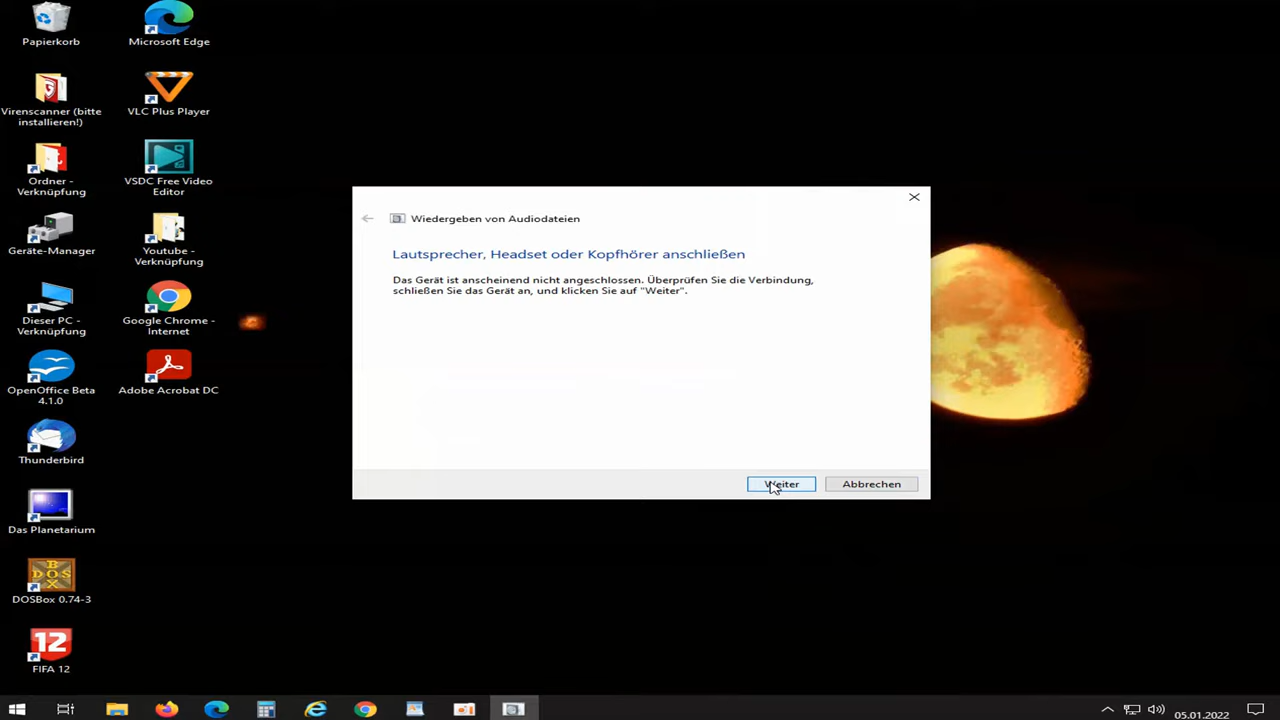 Papierkorb
Microsoft Edge
Virenscanner (bitte
installieren!)
VLC Plus Player
Ordner -
Verknüpfung
VSDC Free Video
Editor
Geräte-Manager
Youtube -
Verknüpfung
Dieser PC -
Verknüpfung
Google Chrome -
Internet
OpenOffice Beta
4.1.0
Adobe Acrobat DC
Thunderbird
Das Planetarium
DOS
BOX
DOSBox 0.74-3
12
FIFA 12
Wiedergeben von Audiodateien
Lautsprecher, Headset oder Kopfhörer anschließen
Das Gerät ist anscheinend nicht angeschlossen. Überprüfen Sie die Verbindung,
schließen Sie das Gerät an, und klicken Sie auf "Weiter".
Weiter
Abbrechen
05.01.2022